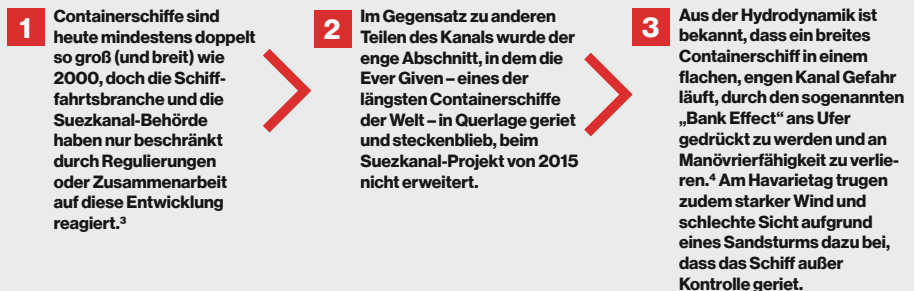 1
Containerschiffe sind
heute mindestens doppelt
so groß (und breit) wie
2000, doch die Schiff-
fahrtsbranche und die
Suezkanal-Behörde
haben nur beschränkt
durch Regulierungen
oder Zusammenarbeit
auf diese Entwicklung
reagiert.³
2
Im Gegensatz zu anderen
Teilen des Kanals wurde der
enge Abschnitt, in dem die
Ever Given – eines der
längsten Containerschiffe
der Welt – in Querlage geriet
und steckenblieb, beim
Suezkanal-Projekt von 2015
nicht erweitert.
3
Aus der Hydrodynamik ist
bekannt, dass ein breites
Containerschiff in einem
flachen, engen Kanal Gefahr
läuft, durch den sogenannten
„Bank Effect“ ans Ufer
gedrückt zu werden und an
Manövrierfähigkeit zu verlie-
ren.⁴ Am Havarietag trugen
zudem starker Wind und
schlechte Sicht aufgrund
eines Sandsturms dazu bei,
dass das Schiff außer
Kontrolle geriet.